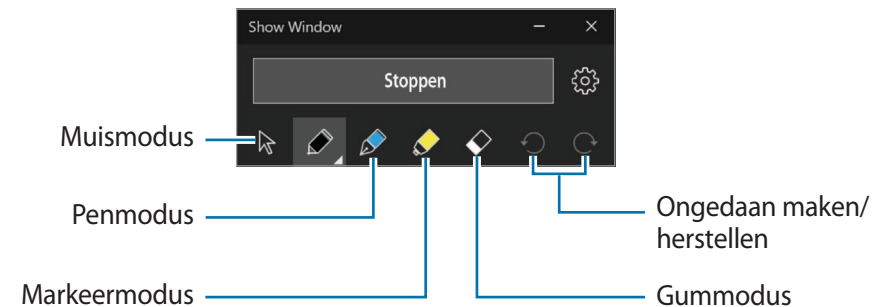 Show Window
Stoppen
Muismodus
Penmodus
Ongedaan maken/
herstellen
Markeermodus
Gummodus